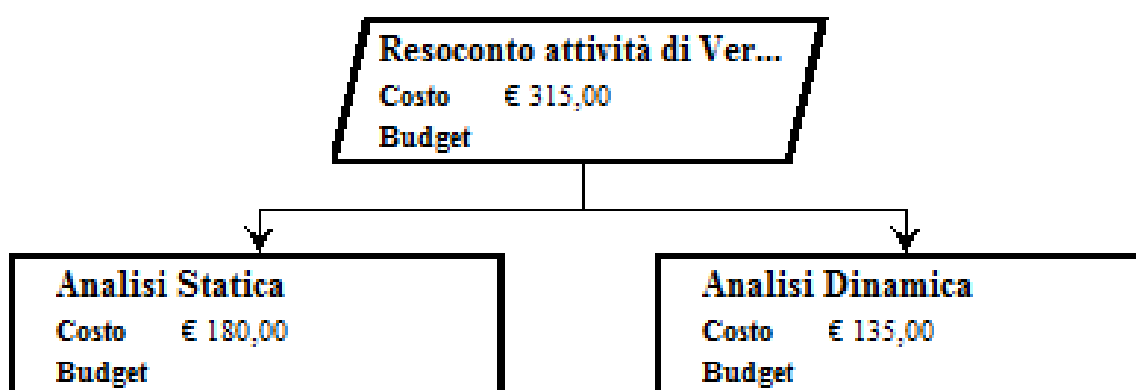 Resoconto attività di Ver...
Costo € 315,00
Budget
Analisi Statica
Costo € 180,00
Budget
Analisi Dinamica
Costo € 135,00
Budget